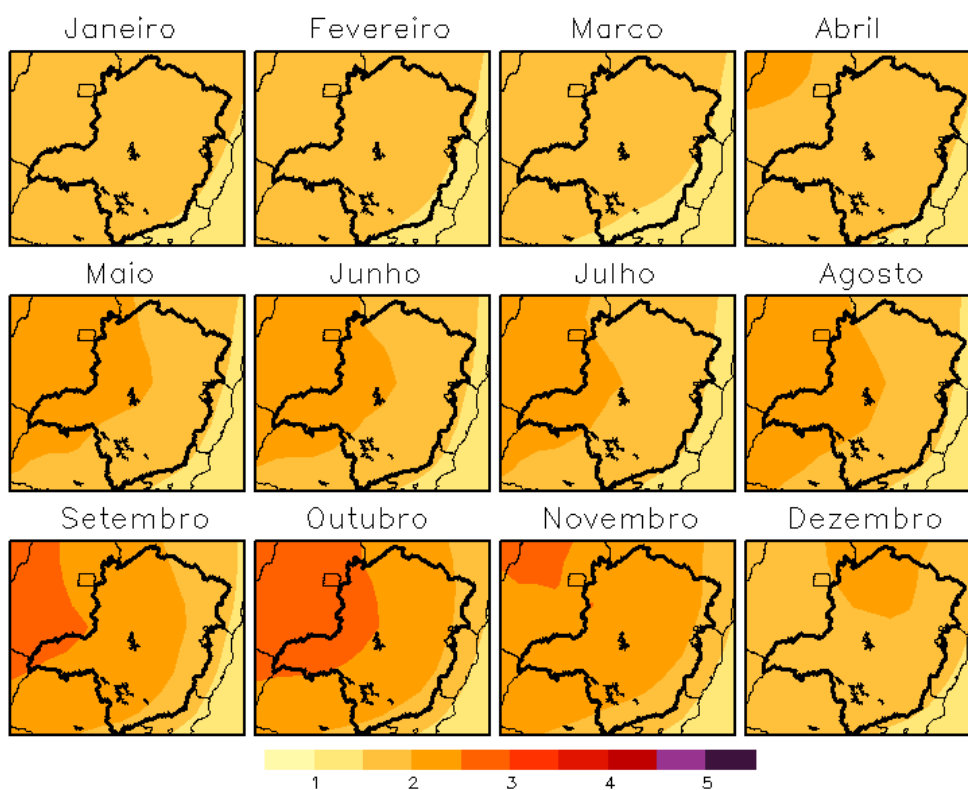 Janeiro Fevereiro Marco Abril
Maio Junho Julho Agosto
Setembro Outubro Novembro Dezembro
1 2 3 4 5